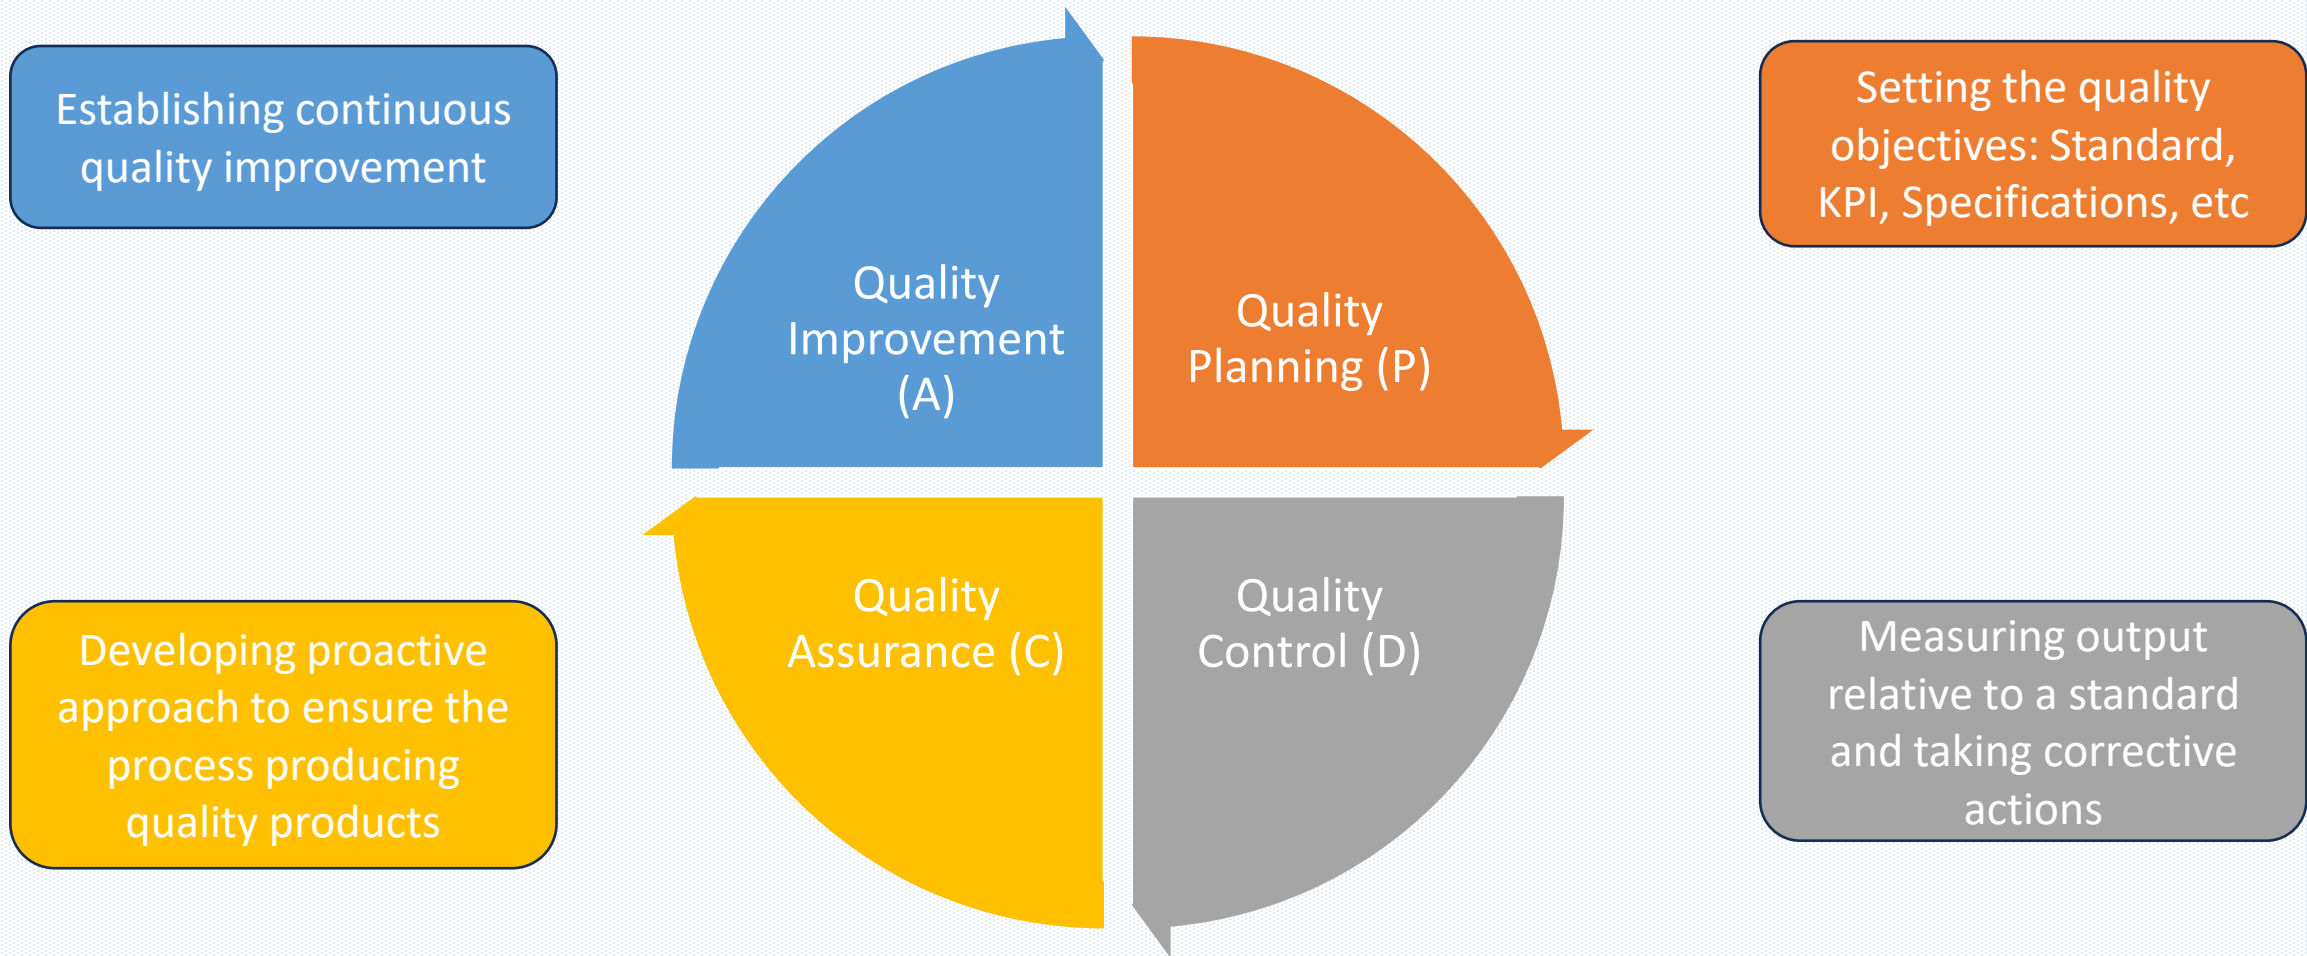 Establishing continuous
quality improvement
Setting the quality
objectives: Standard,
KPI, Specifications, etc
Quality
Improvement
(A)
Quality
Planning (P)
Quality
Assurance (C)
Quality
Control (D)
Developing proactive
approach to ensure the
process producing
quality products
Measuring output
relative to a standard
and taking corrective
actions